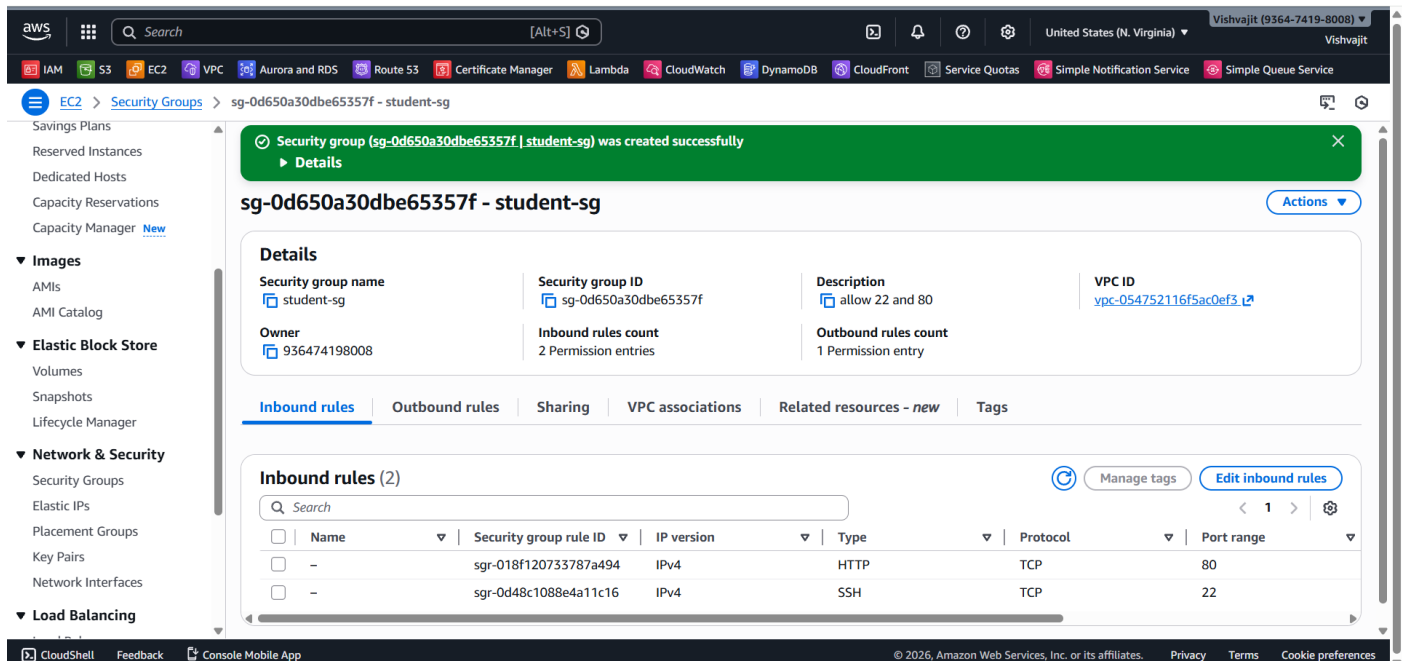 aws
Search [Alt+S]
United States (N. Virginia) ▼
Vishvajit (9364-7419-8008) ▼
Vishvajit
IAM S3 EC2 VPC Aurora and RDS Route 53 Certificate Manager Lambda CloudWatch DynamoDB CloudFront Service Quotas Simple Notification Service Simple Queue Service
EC2 > Security Groups > sg-0d650a30dbe65357f - student-sg
Savings Plans
Reserved Instances
Dedicated Hosts
Capacity Reservations
Capacity Manager New
Images
AMIs
AMI Catalog
Elastic Block Store
Volumes
Snapshots
Lifecycle Manager
Network & Security
Security Groups
Elastic IPs
Placement Groups
Key Pairs
Network Interfaces
Load Balancing
Security group (sg-0d650a30dbe65357f | student-sg) was created successfully
Details
sg-0d650a30dbe65357f - student-sg
Actions
Details
Security group name Security group ID Description VPC ID
student-sg sg-0d650a30dbe65357f allow 22 and 80 vpc-054752116f5ac0ef3
Owner Inbound rules count Outbound rules count
936474198008 2 Permission entries 1 Permission entry
Inbound rules Outbound rules Sharing VPC associations Related resources - new Tags
Inbound rules (2)
Manage tags Edit inbound rules
Search
< 1 >
Name Security group rule ID IP version Type Protocol Port range
– sgr-018f120733787a494 IPv4 HTTP TCP 80
– sgr-0d48c1088e4a11c16 IPv4 SSH TCP 22
CloudShell Feedback Console Mobile App © 2026, Amazon Web Services, Inc. or its affiliates. Privacy Terms Cookie preferences